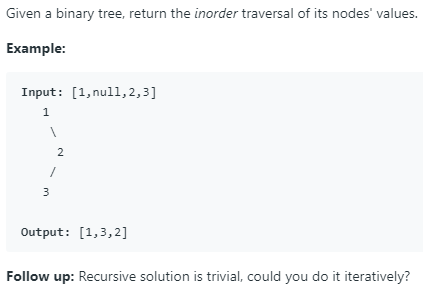 Given a binary tree, return the inorder traversal of its nodes' values.
Example:
Input: [1,null,2,3]
1
\
2
/
3
Output: [1,3,2]
Follow up: Recursive solution is trivial, could you do it iteratively?